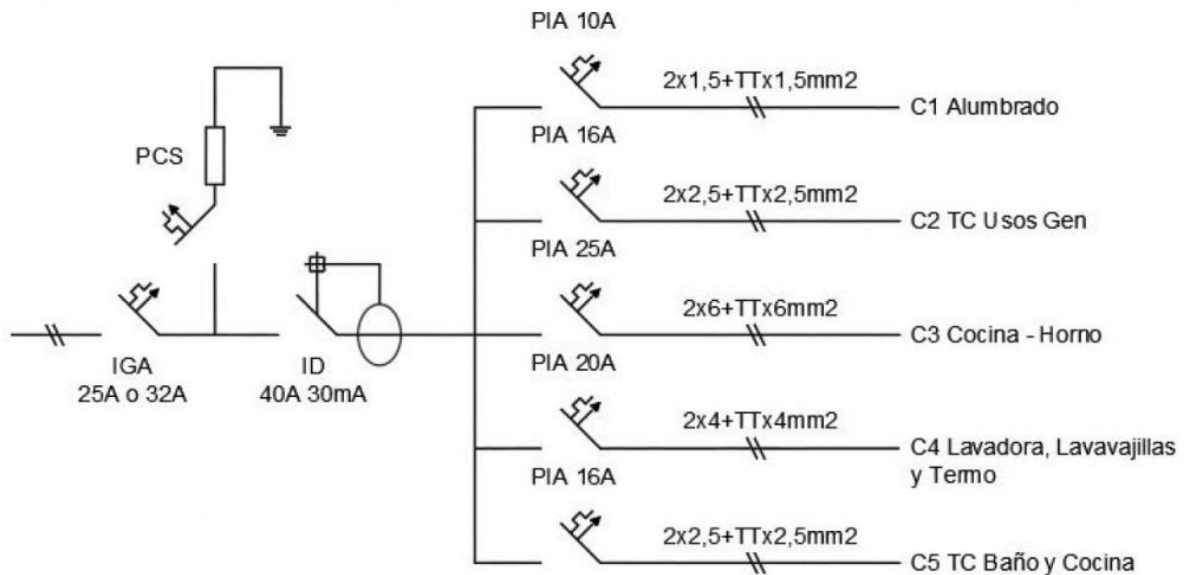 PIA 10A
2x1,5+TTx1,5mm2
C1 Alumbrado
PIA 16A
PCS
2x2,5+TTx2,5mm2
C2 TC Usos Gen
PIA 25A
2x6+TTx6mm2
C3 Cocina - Horno
IGA
25A o 32A
ID
40A 30mA
PIA 20A
2x4+TTx4mm2
C4 Lavadora, Lavavajillas
y Termo
PIA 16A
2x2,5+TTx2,5mm2
C5 TC Baño y Cocina